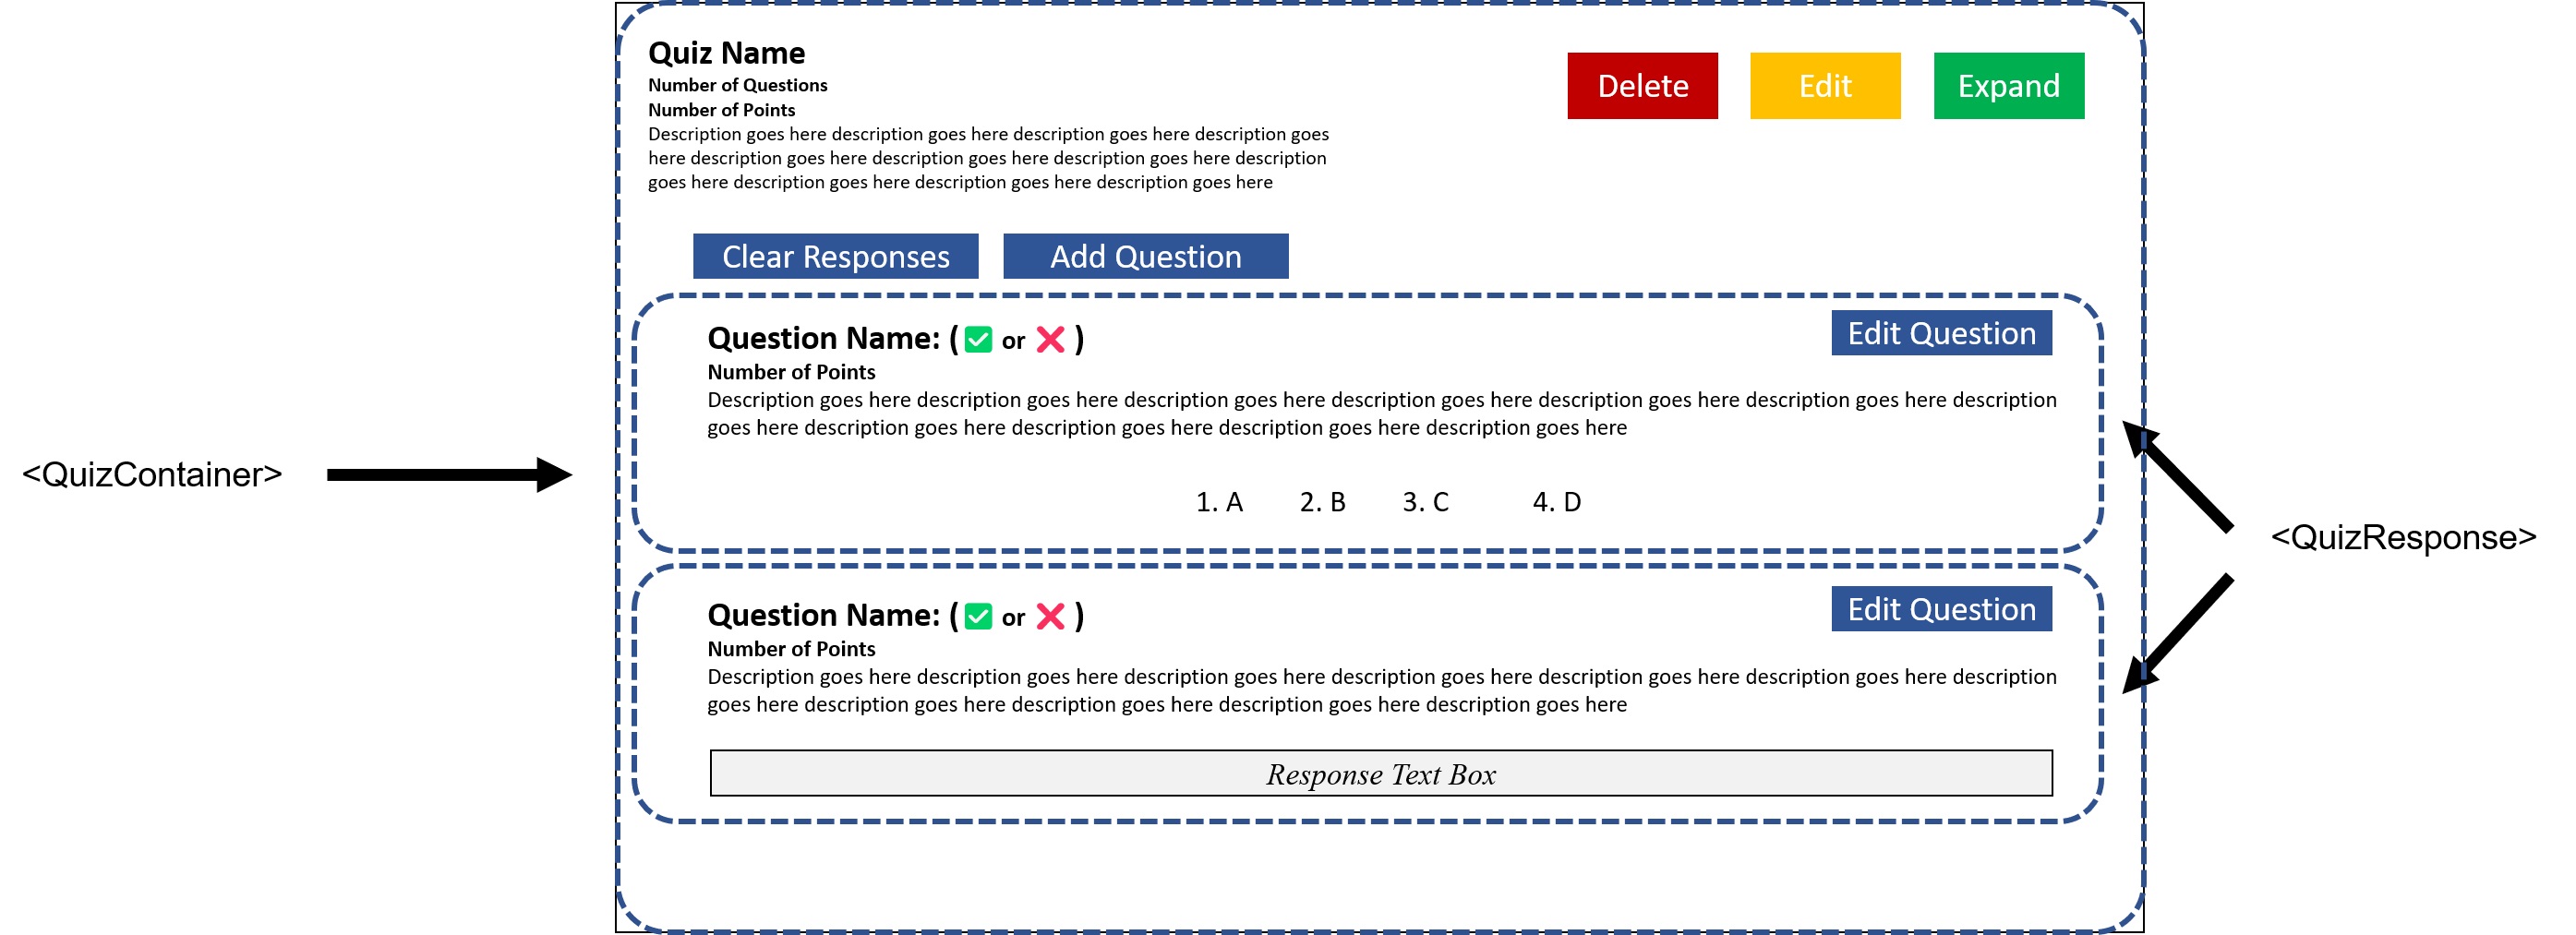 Quiz Name
Number of Questions
Number of Points
Description goes here description goes here description goes here description goes
here description goes here description goes here description goes here description
goes here description goes here description goes here description goes here
Delete
Edit
Expand
Clear Responses
Add Question
Question Name: (✅ or ❌ )
Edit Question
Number of Points
Description goes here description goes here description goes here description goes here description goes here description goes here description
goes here description goes here description goes here description goes here description goes here
1. A 2. B 3. C 4. D
<QuizContainer>
<QuizResponse>
Question Name: (✅ or ❌ )
Edit Question
Number of Points
Description goes here description goes here description goes here description goes here description goes here description goes here description
goes here description goes here description goes here description goes here description goes here
Response Text Box